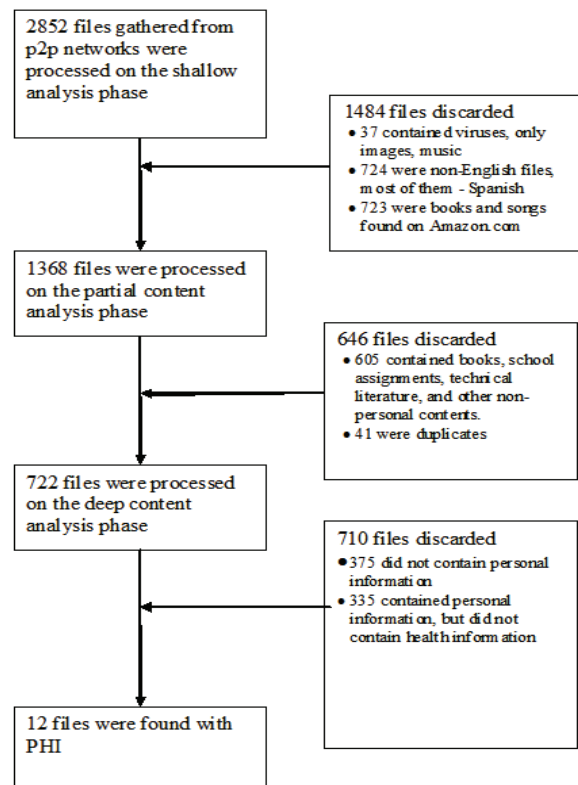 2852 files gathered from
p2p networks were
processed on the shallow
analysis phase
1484 files discarded
• 37 contained viruses, only
images, music
• 724 were non-English files,
most of them - Spanish
• 723 were books and songs
found on Amazon.com
1368 files were processed
on the partial content
analysis phase
646 files discarded
• 605 contained books, school
assignments, technical
literature, and other non-
personal contents.
• 41 were duplicates
722 files were processed
on the deep content
analysis phase
710 files discarded
• 375 did not contain personal
information
• 335 contained personal
information, but did not
contain health information
12 files were found with
PHI